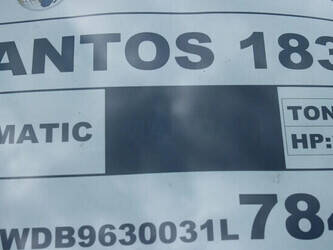 ANTOS 183
MATIC
TON
HP:
WDB9630031L 784